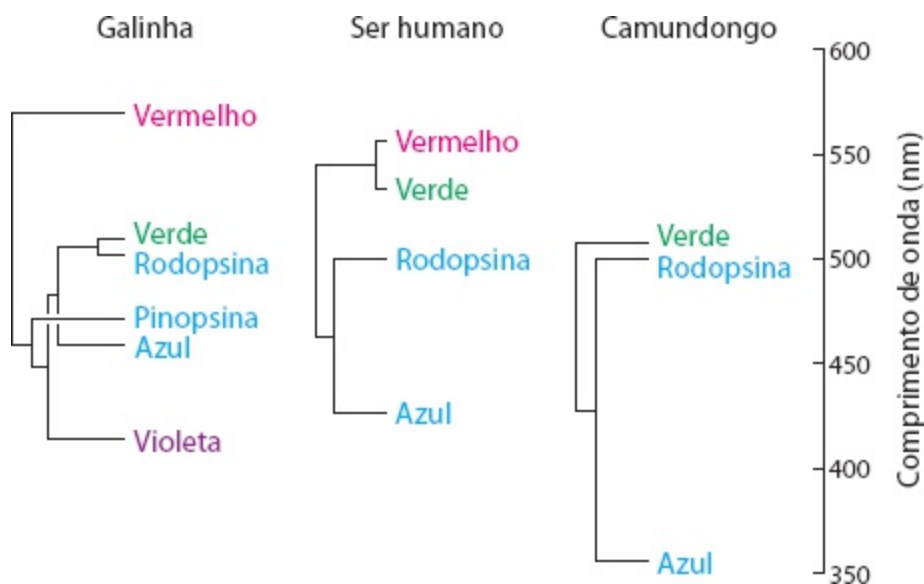 Galinha
Ser humano
Camundongo
600
Vermelho
Vermelho
550
Verde
Verde
Verde
Rodopsina
Rodopsina
Rodopsina
500
Pinopsina
Azul
450
Azul
Violeta
400
Azul
350
Comprimento de onda (nm)